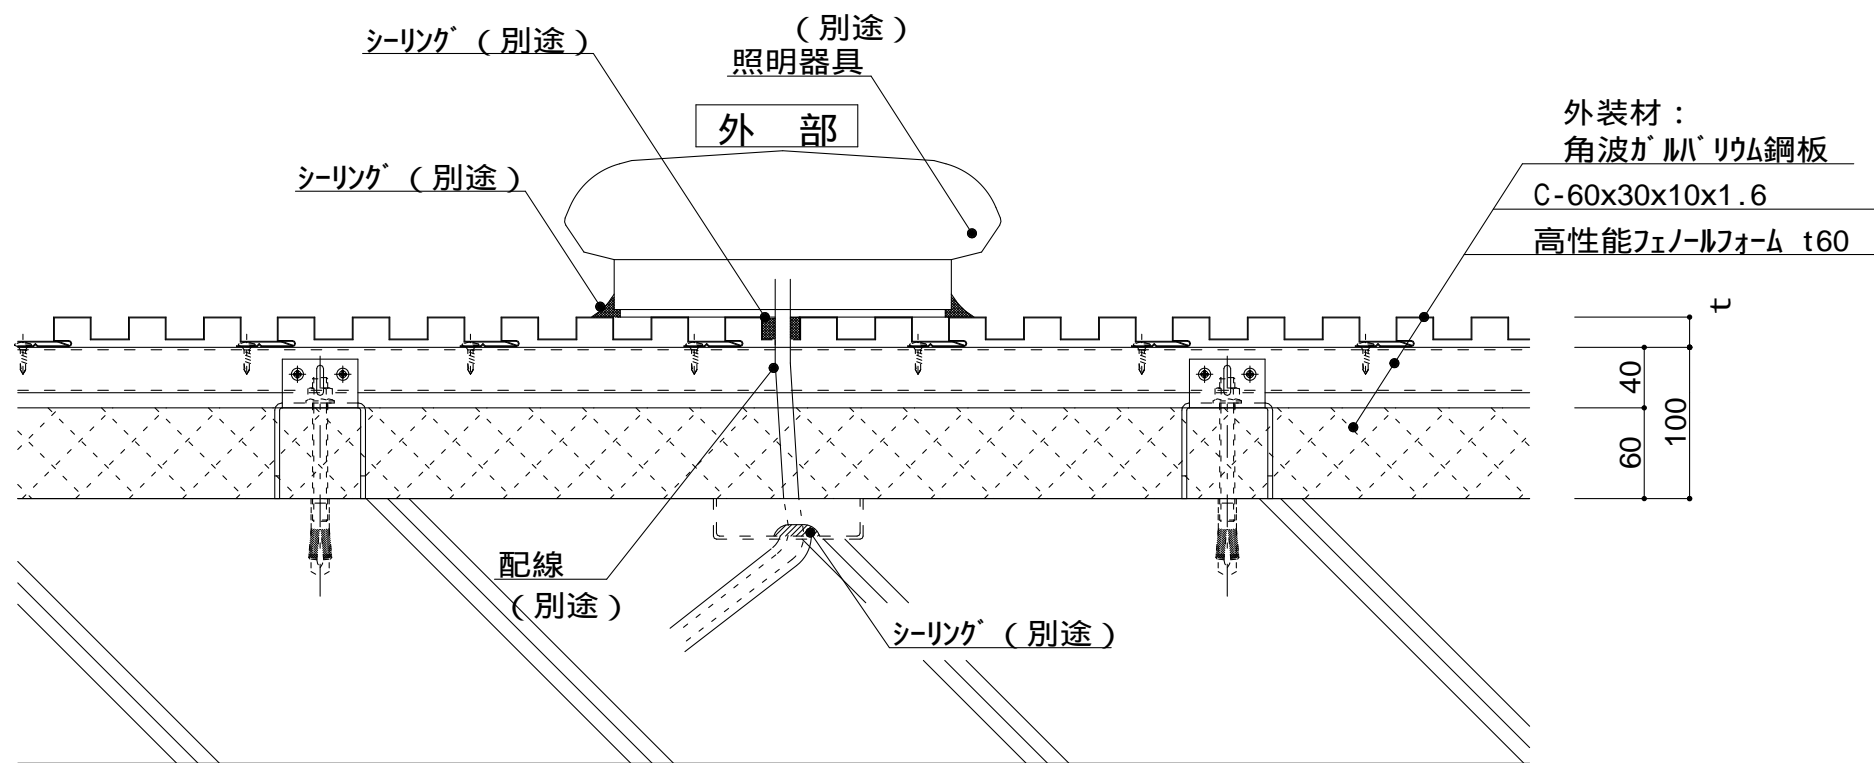 （別途）
ｼｰﾘﾝｸﾞ（別途）
照明器具
外装材：
外　部
角波ｶﾞﾙﾊﾞﾘｳﾑ鋼板
ｼｰﾘﾝｸﾞ（別途）
C-60x30x10x1.6
高性能ﾌｪﾉｰﾙﾌｫｰﾑ t60
t
40
100
60
配線
（別途）
ｼｰﾘﾝｸﾞ（別途）